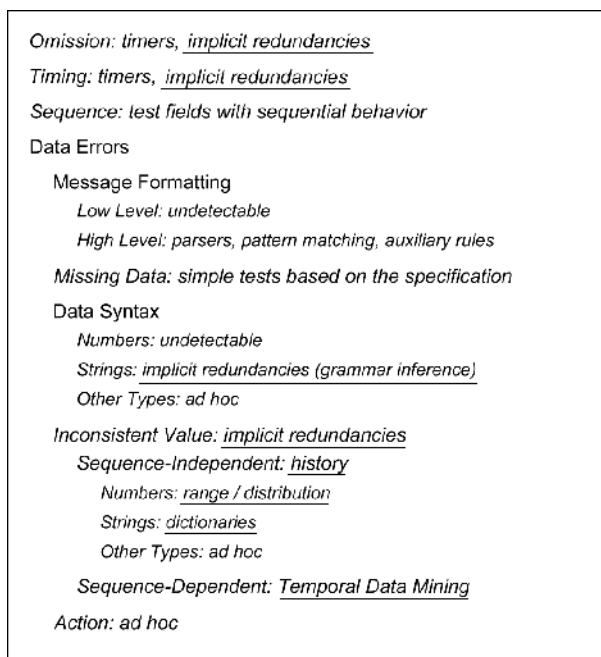 Omission: timers, implicit redundancies
Timing: timers, implicit redundancies
Sequence: test fields with sequential behavior
Data Errors
Message Formatting
Low Level: undetectable
High Level: parsers, pattern matching, auxiliary rules
Missing Data: simple tests based on the specification
Data Syntax
Numbers: undetectable
Strings: implicit redundancies (grammar inference)
Other Types: ad hoc
Inconsistent Value: implicit redundancies
Sequence-Independent: history
Numbers: range / distribution
Strings: dictionaries
Other Types: ad hoc
Sequence-Dependent: Temporal Data Mining
Action: ad hoc